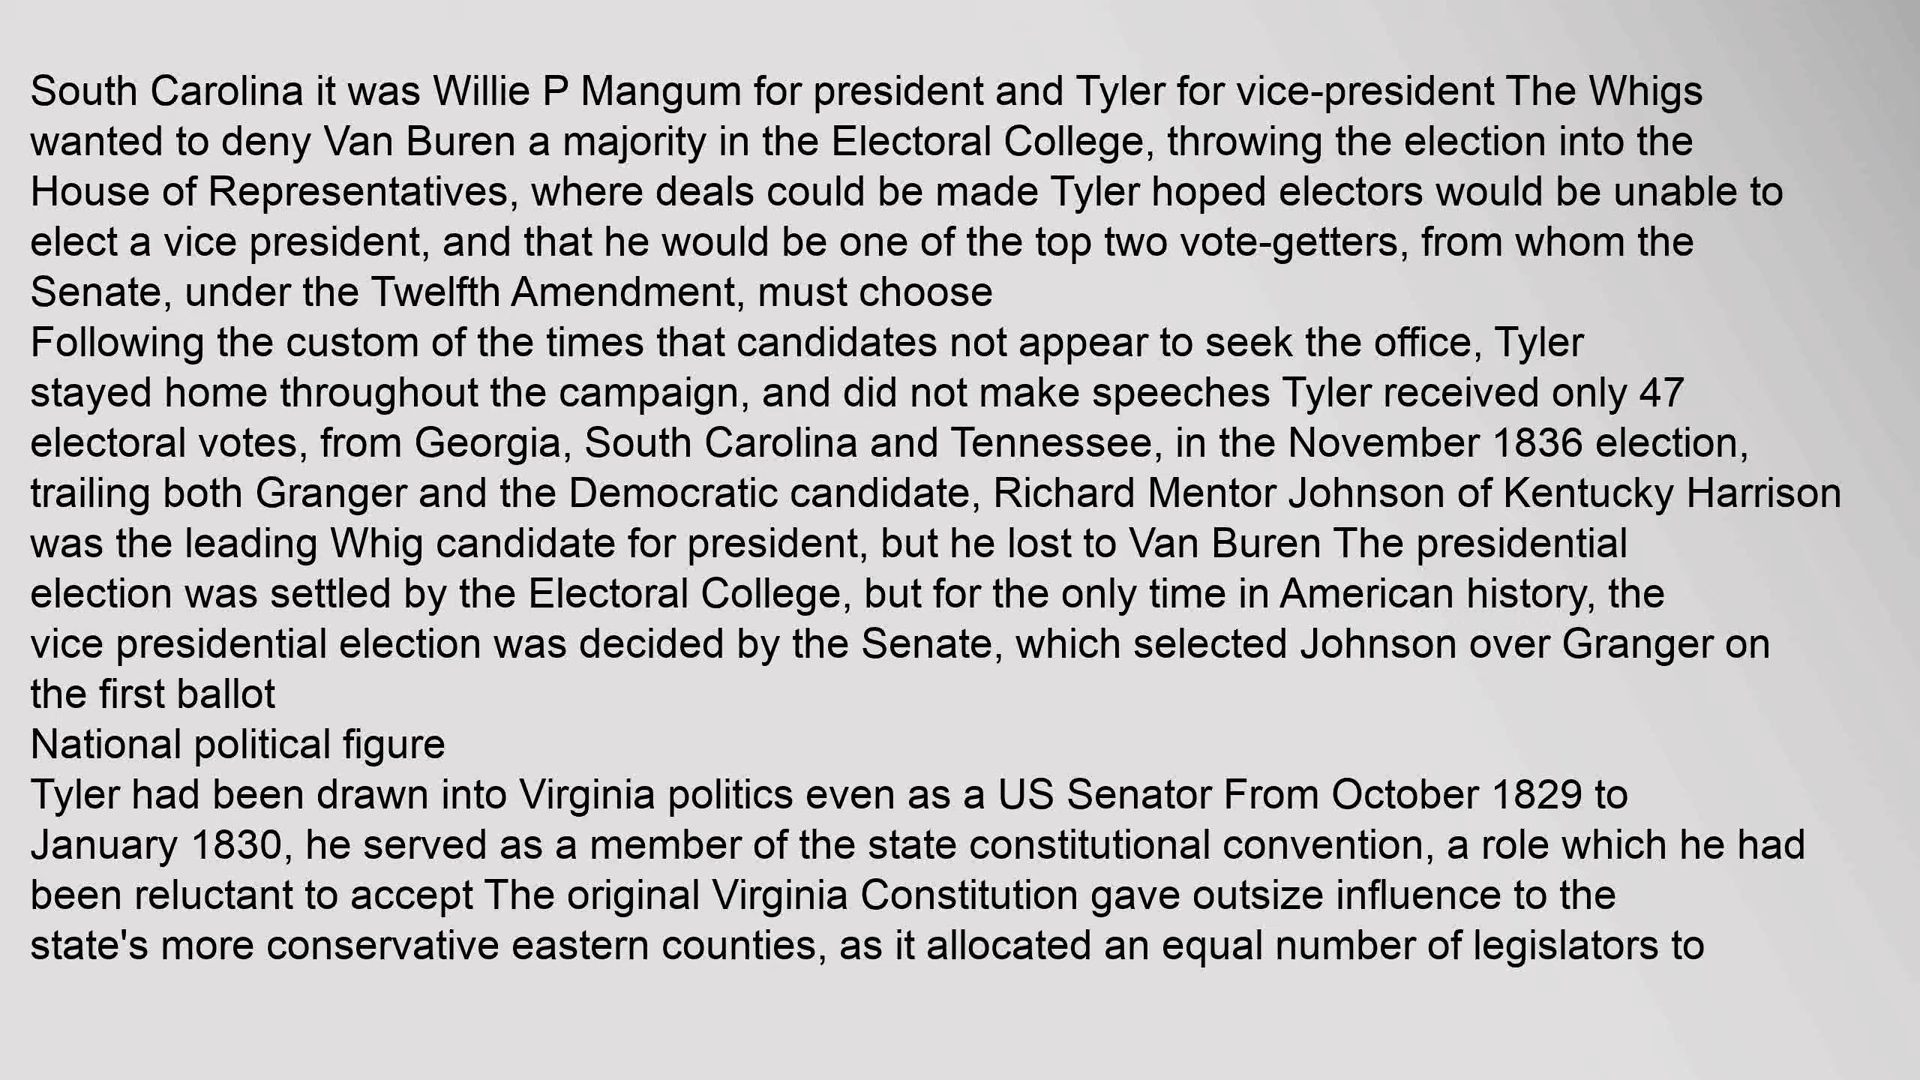 South Carolina it was Willie P Mangum for president and Tyler for vice-president The Whigs
wanted to deny Van Buren a majority in the Electoral College, throwing the election into the
House of Representatives, where deals could be made Tyler hoped electors would be unable to
elect a vice president, and that he would be one of the top two vote-getters, from whom the
Senate, under the Twelfth Amendment, must choose
Following the custom of the times that candidates not appear to seek the office, Tyler
stayed home throughout the campaign, and did not make speeches Tyler received only 47
electoral votes, from Georgia, South Carolina and Tennessee, in the November 1836 election,
trailing both Granger and the Democratic candidate, Richard Mentor Johnson of Kentucky Harrison
was the leading Whig candidate for president, but he lost to Van Buren The presidential
election was settled by the Electoral College, but for the only time in American history, the
vice presidential election was decided by the Senate, which selected Johnson over Granger on
the first ballot
National political figure
Tyler had been drawn into Virginia politics even as a US Senator From October 1829 to
January 1830, he served as a member of the state constitutional convention, a role which he had
been reluctant to accept The original Virginia Constitution gave outsize influence to the
state's more conservative eastern counties, as it allocated an equal number of legislators to